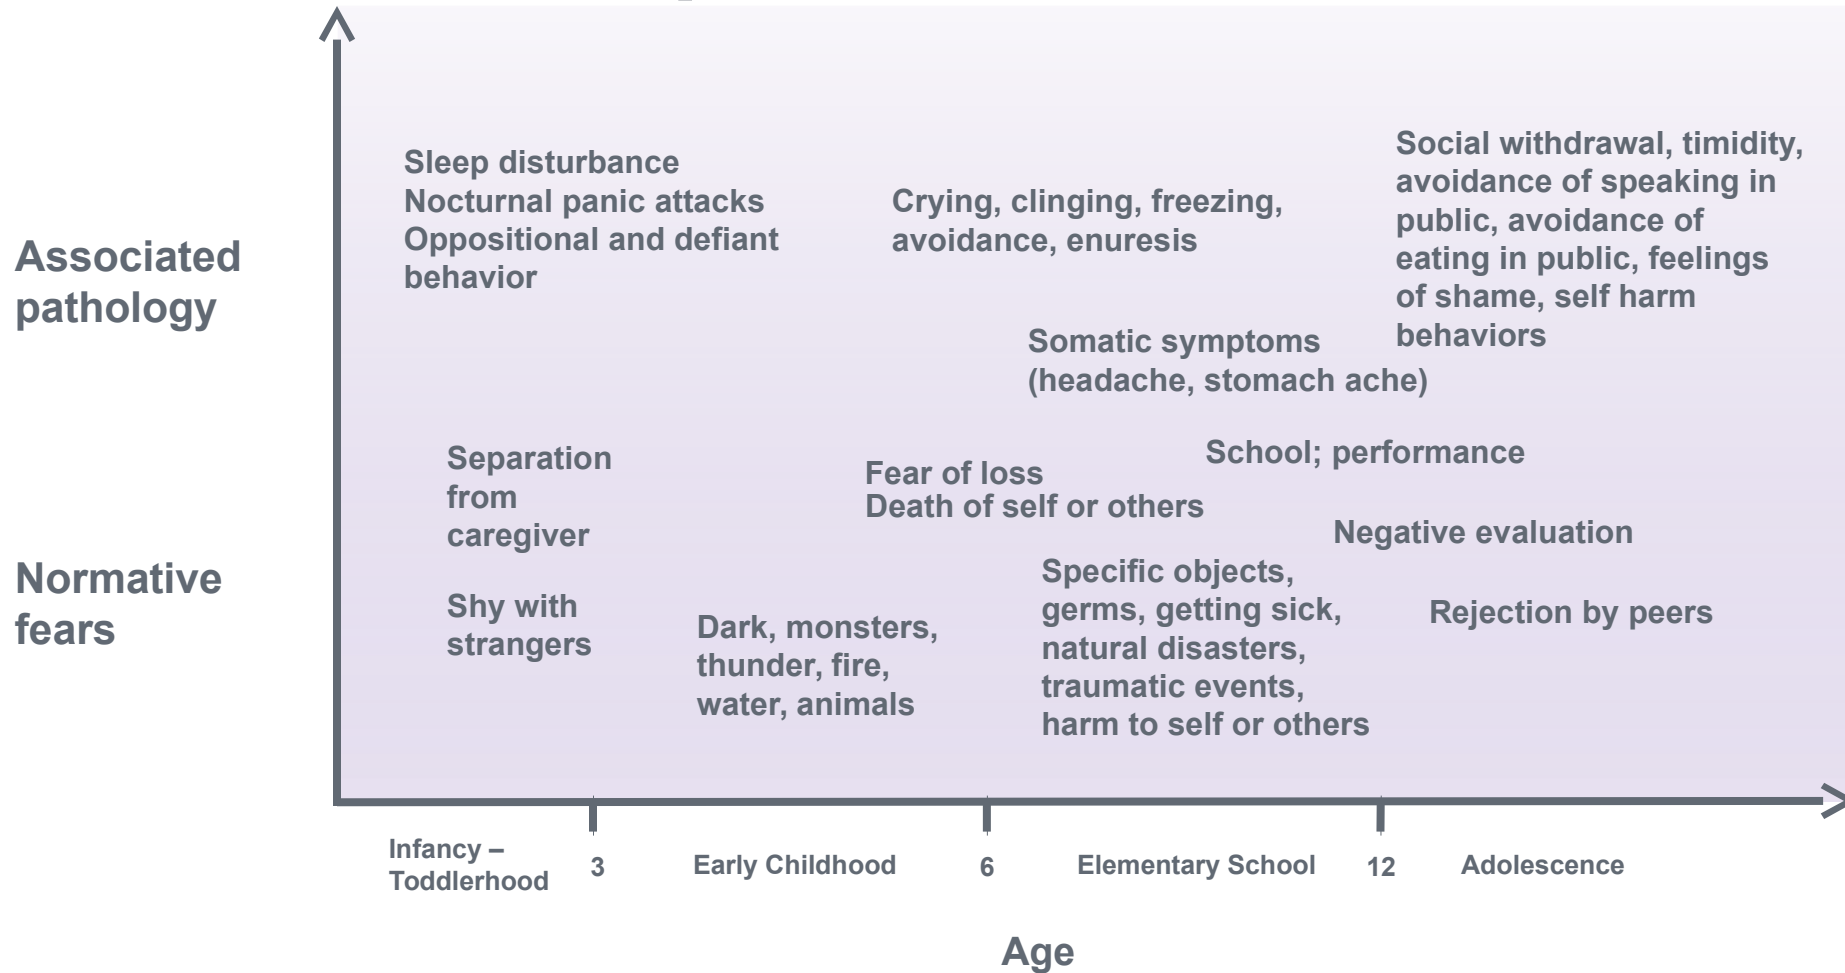 Associated
pathology
Sleep disturbance
Nocturnal panic attacks
Oppositional and defiant
behavior
Crying, clinging, freezing,
avoidance, enuresis
Social withdrawal, timidity,
avoidance of speaking in
public, avoidance of
eating in public, feelings
of shame, self harm
behaviors
Somatic symptoms
(headache, stomach ache)
Normative
fears
Separation
from
caregiver
Shy with
strangers
Fear of loss
Death of self or others
School; performance
Negative evaluation
Dark, monsters,
thunder, fire,
water, animals
Specific objects,
germs, getting sick,
natural disasters,
traumatic events,
harm to self or others
Rejection by peers
Infancy –
Toddlerhood
3
Early Childhood
6
Elementary School
12
Adolescence
Age